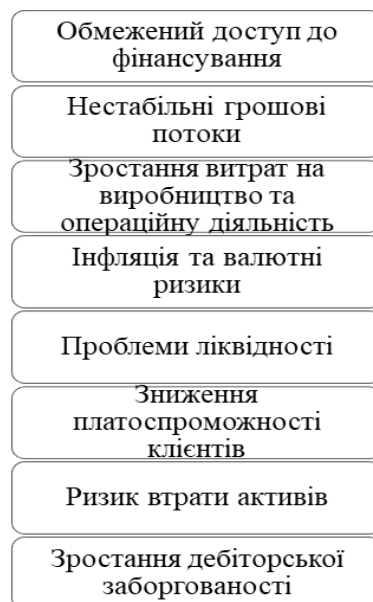 Обмежений доступ до
фінансування
Нестабільні грошові
потоки
Зростання витрат на
виробництво та
операційну діяльність
Інфляція та валютні
ризики
Проблеми ліквідності
Зниження
платоспроможності
клієнтів
Ризик втрати активів
Зростання дебіторської
заборгованості